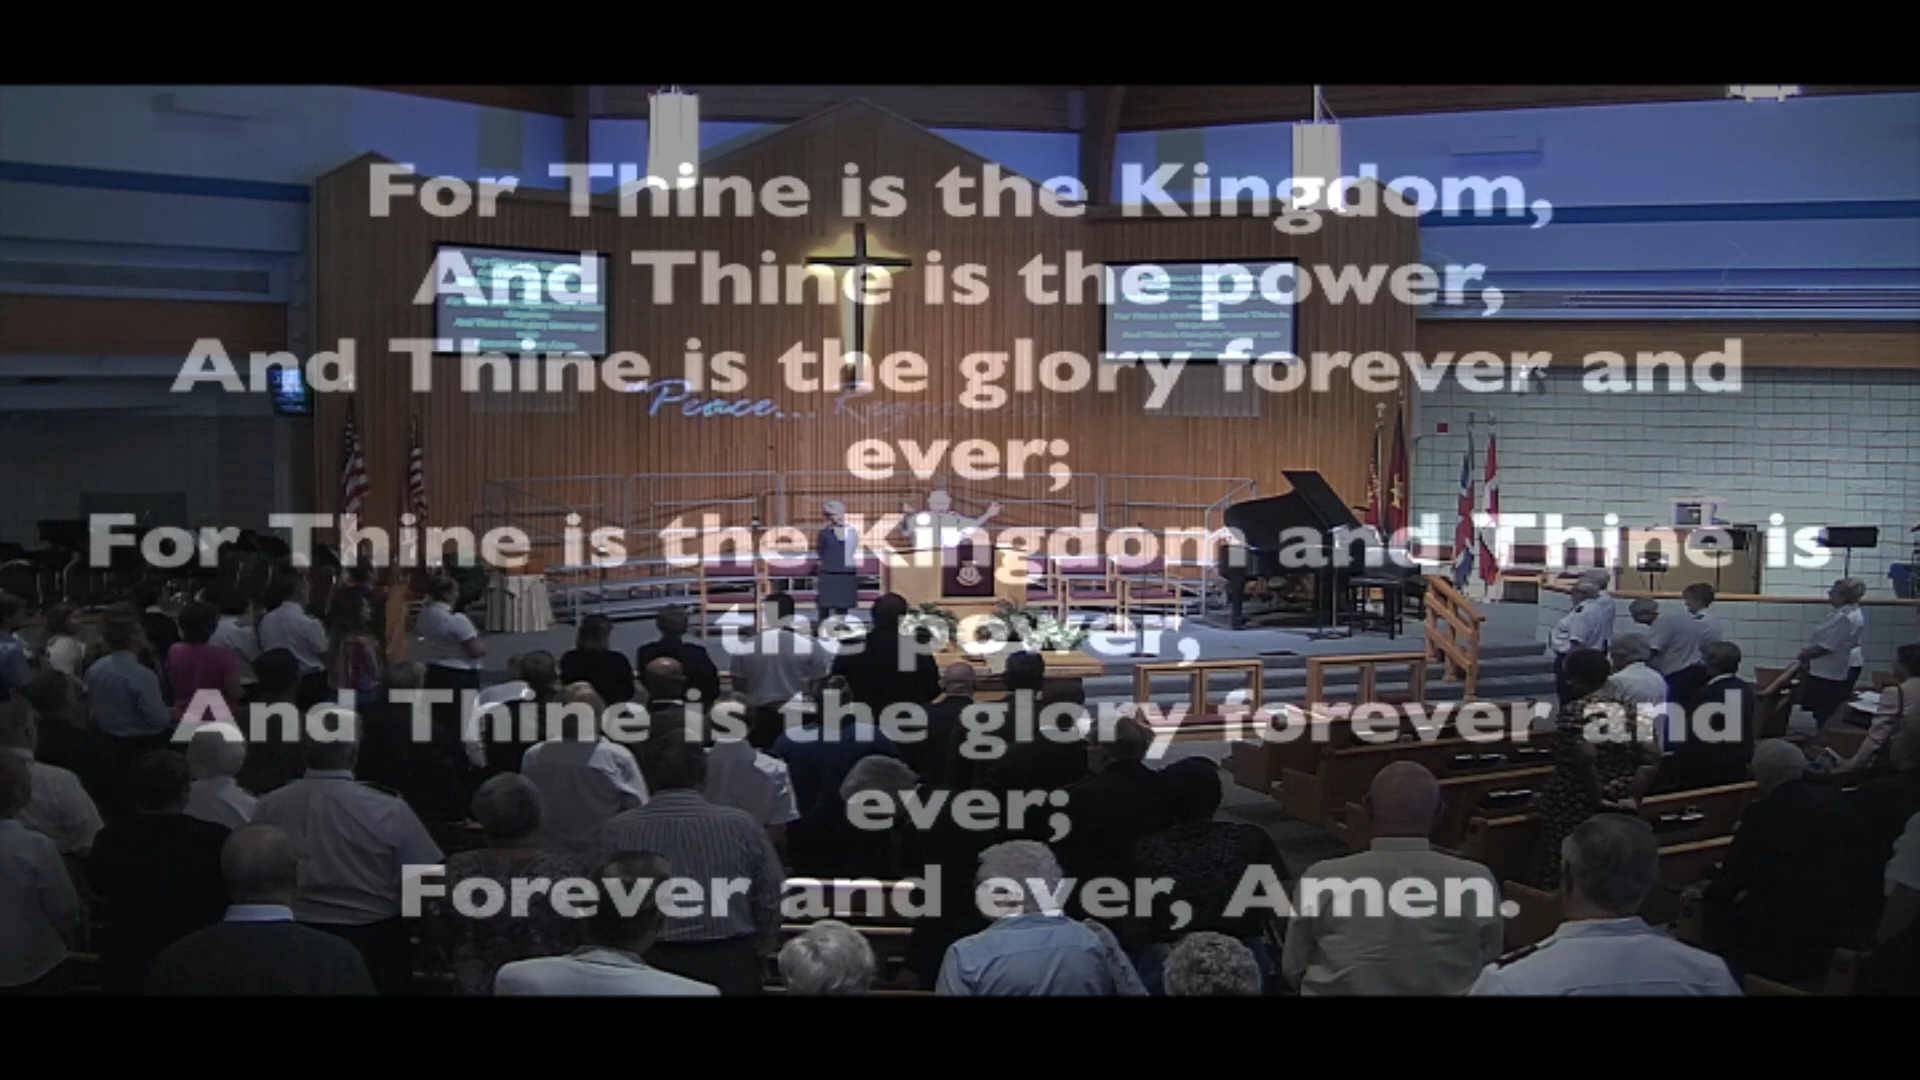 For Thine is the Kingdom,
And Thine is the power,
And Thine is the glory forever and
ever;
"Peace... Regardless
For Thine is the Kingdom and Thine is
the power,
And Thine is the glory forever and
ever;
Forever and ever, Amen.